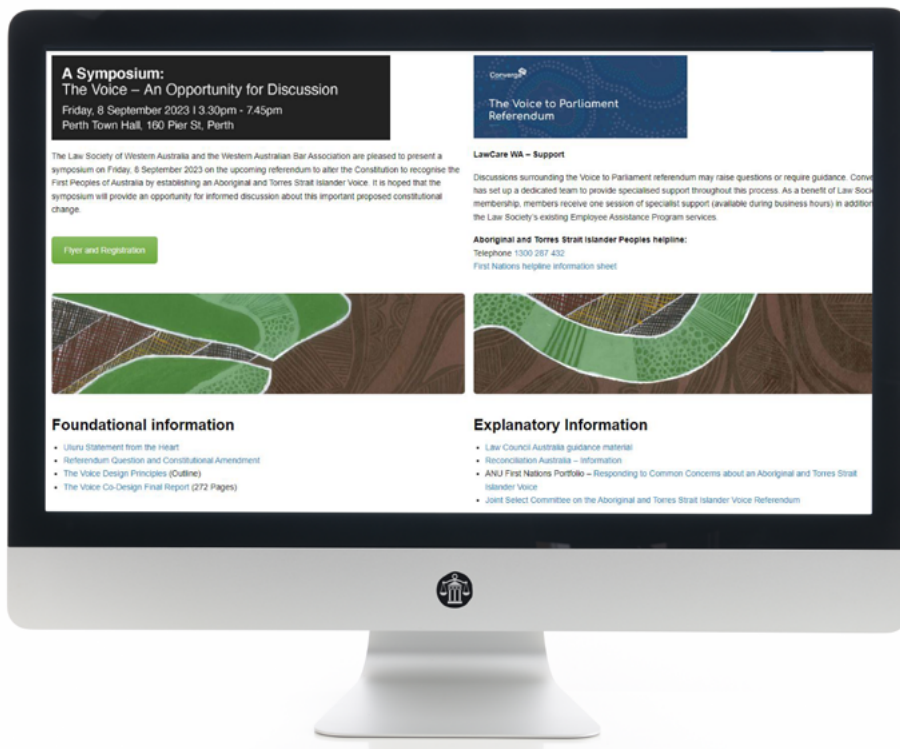 A Symposium:
The Voice – An Opportunity for Discussion
Friday, 8 September 2023 I 3.30pm - 7.45pm
Perth Town Hall, 160 Pier St, Perth
The Law Society of Western Australia and the Western Australian Bar Association are pleased to present a
symposium on Friday, 8 September 2023 on the upcoming referendum to alter the Constitution to recognise the
First Peoples of Australia by establishing an Aboriginal and Torres Strait Islander Voice. It is hoped that the
symposium will provide an opportunity for informed discussion about this important proposed constitutional
change.
Flyer and Registration
Converge
The Voice to Parliament
Referendum
LawCare WA – Support
Discussions surrounding the Voice to Parliament referendum may raise questions or require guidance. Conve
has set up a dedicated team to provide specialised support throughout this process. As a benefit of Law Soci
membership, members receive one session of specialist support (available during business hours) in addition
the Law Society's existing Employee Assistance Program services.
Aboriginal and Torres Strait Islander Peoples helpline:
Telephone 1300 287 432
First Nations helpline information sheet
Foundational information
• Uluru Statement from the Heart
• Referendum Question and Constitutional Amendment
• The Voice Design Principles (Outline)
• The Voice Co-Design Final Report (272 Pages)
Explanatory Information
• Law Council Australia guidance material
• Reconciliation Australia – Information
• ANU First Nations Portfolio – Responding to Common Concerns about an Aboriginal and Torres Strait
Islander Voice
• Joint Select Committee on the Aboriginal and Torres Strait Islander Voice Referendum